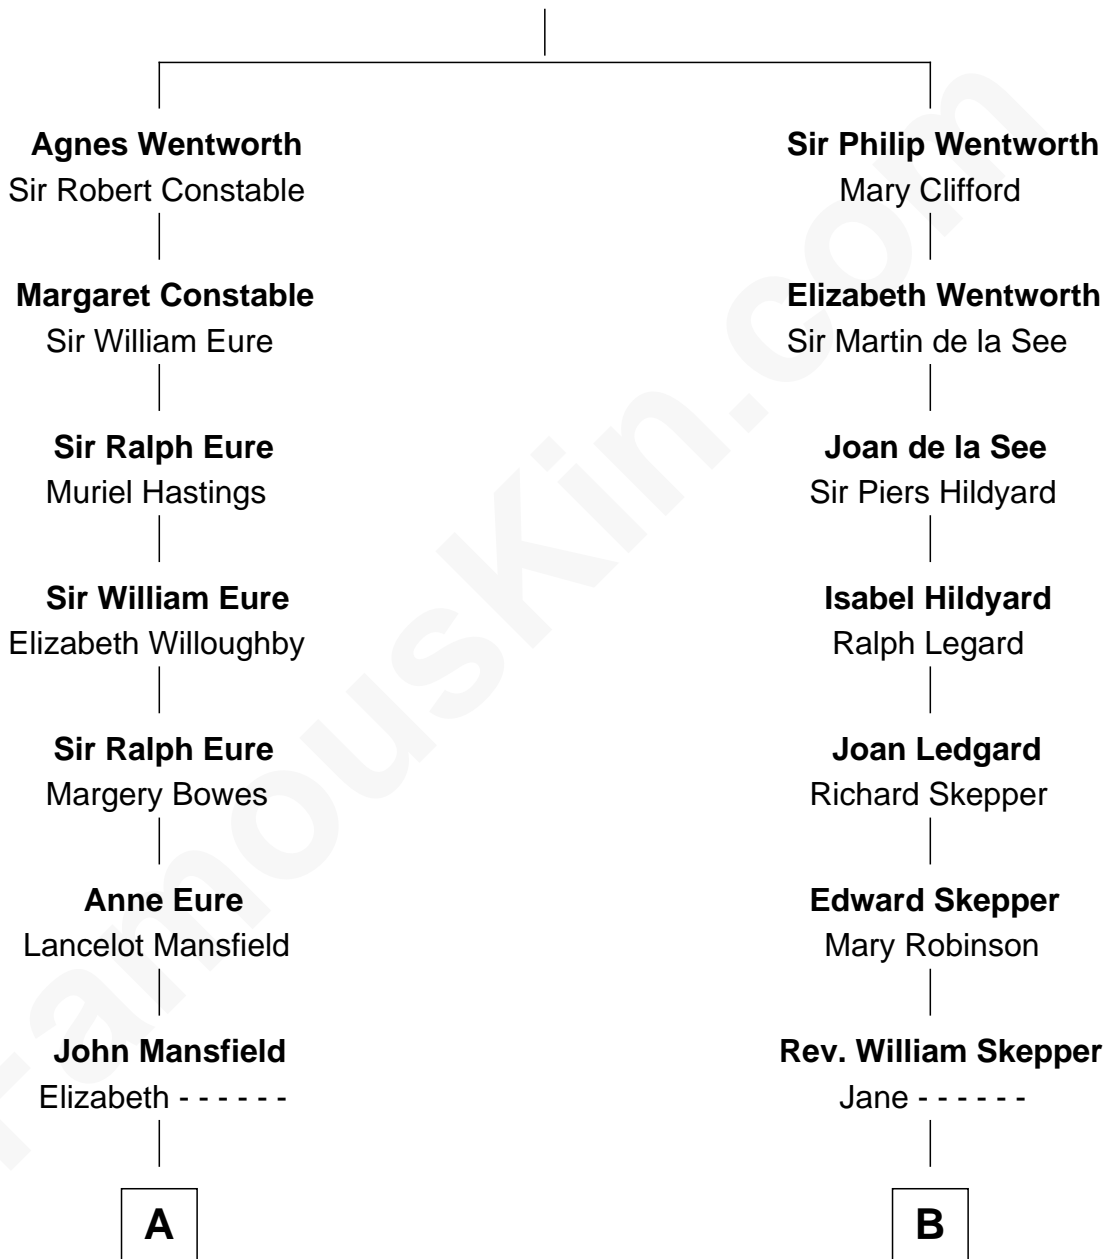 Agnes Wentworth
Sir Robert Constable
Margaret Constable
Sir William Eure
Sir Ralph Eure
Muriel Hastings
Sir William Eure
Elizabeth Willoughby
Sir Ralph Eure
Margery Bowes
Anne Eure
Lancelot Mansfield
John Mansfield
Elizabeth - - - - - -
A
Sir Philip Wentworth
Mary Clifford
Elizabeth Wentworth
Sir Martin de la See
Joan de la See
Sir Piers Hildyard
Isabel Hildyard
Ralph Legard
Joan Ledgard
Richard Skepper
Edward Skepper
Mary Robinson
Rev. William Skepper
Jane - - - - - -
B
FamousKin.com